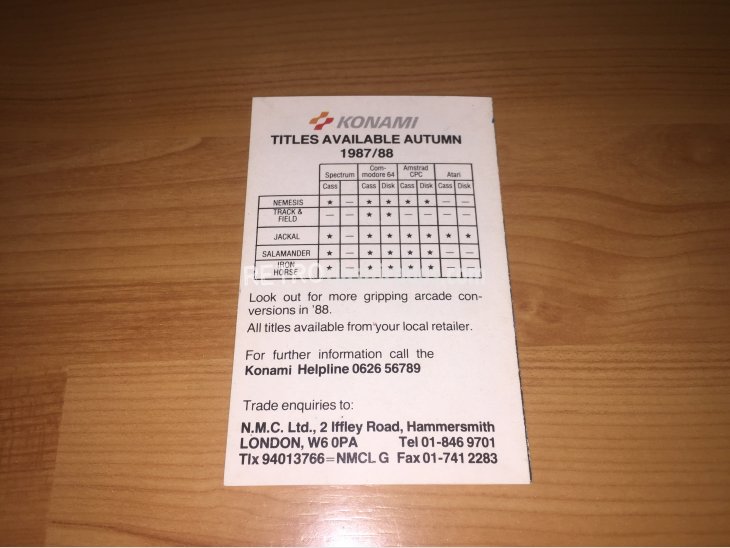 KONAMI
TITLES AVAILABLE AUTUMN
1987/88
Spectrum Com-modore 64 Amstrad CPC Atari
Cass Cass Disk Cass Disk Cass Disk
NEMESIS ★ — ★ ★ ★ ★ — —
TRACK & FIELD — — ★ ★ — — — —
JACKAL ★ — ★ ★ ★ ★ ★ ★
SALAMANDER ★ — ★ ★ ★ ★ — —
IRON HORSE ★ — ★ ★ ★ ★
RETRO
Look out for more gripping arcade con-
versions in '88.
All titles available from your local retailer.
For further information call the
Konami Helpline 0626 56789
Trade enquiries to:
N.M.C. Ltd., 2 Iffley Road, Hammersmith
LONDON, W6 0PA Tel 01-846 9701
Tlx 94013766=NMCL G Fax 01-741 2283